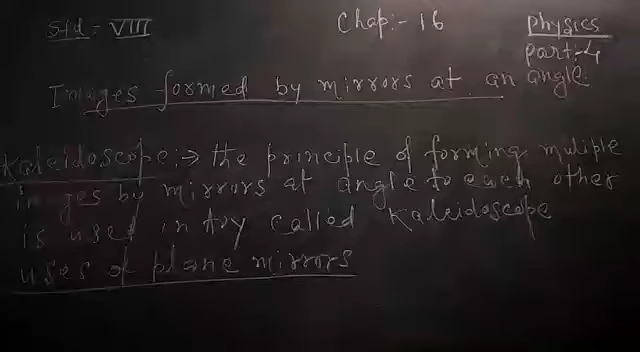 Std:- VIII Chap:- 16 Physics
Part:-4
Images formed by mirrors at an angle.
Kaleidoscope:→ the principle of forming mutiple
images by mirrors at angle to each other
is used in toy called Kaleidoscope
uses of plane mirrors